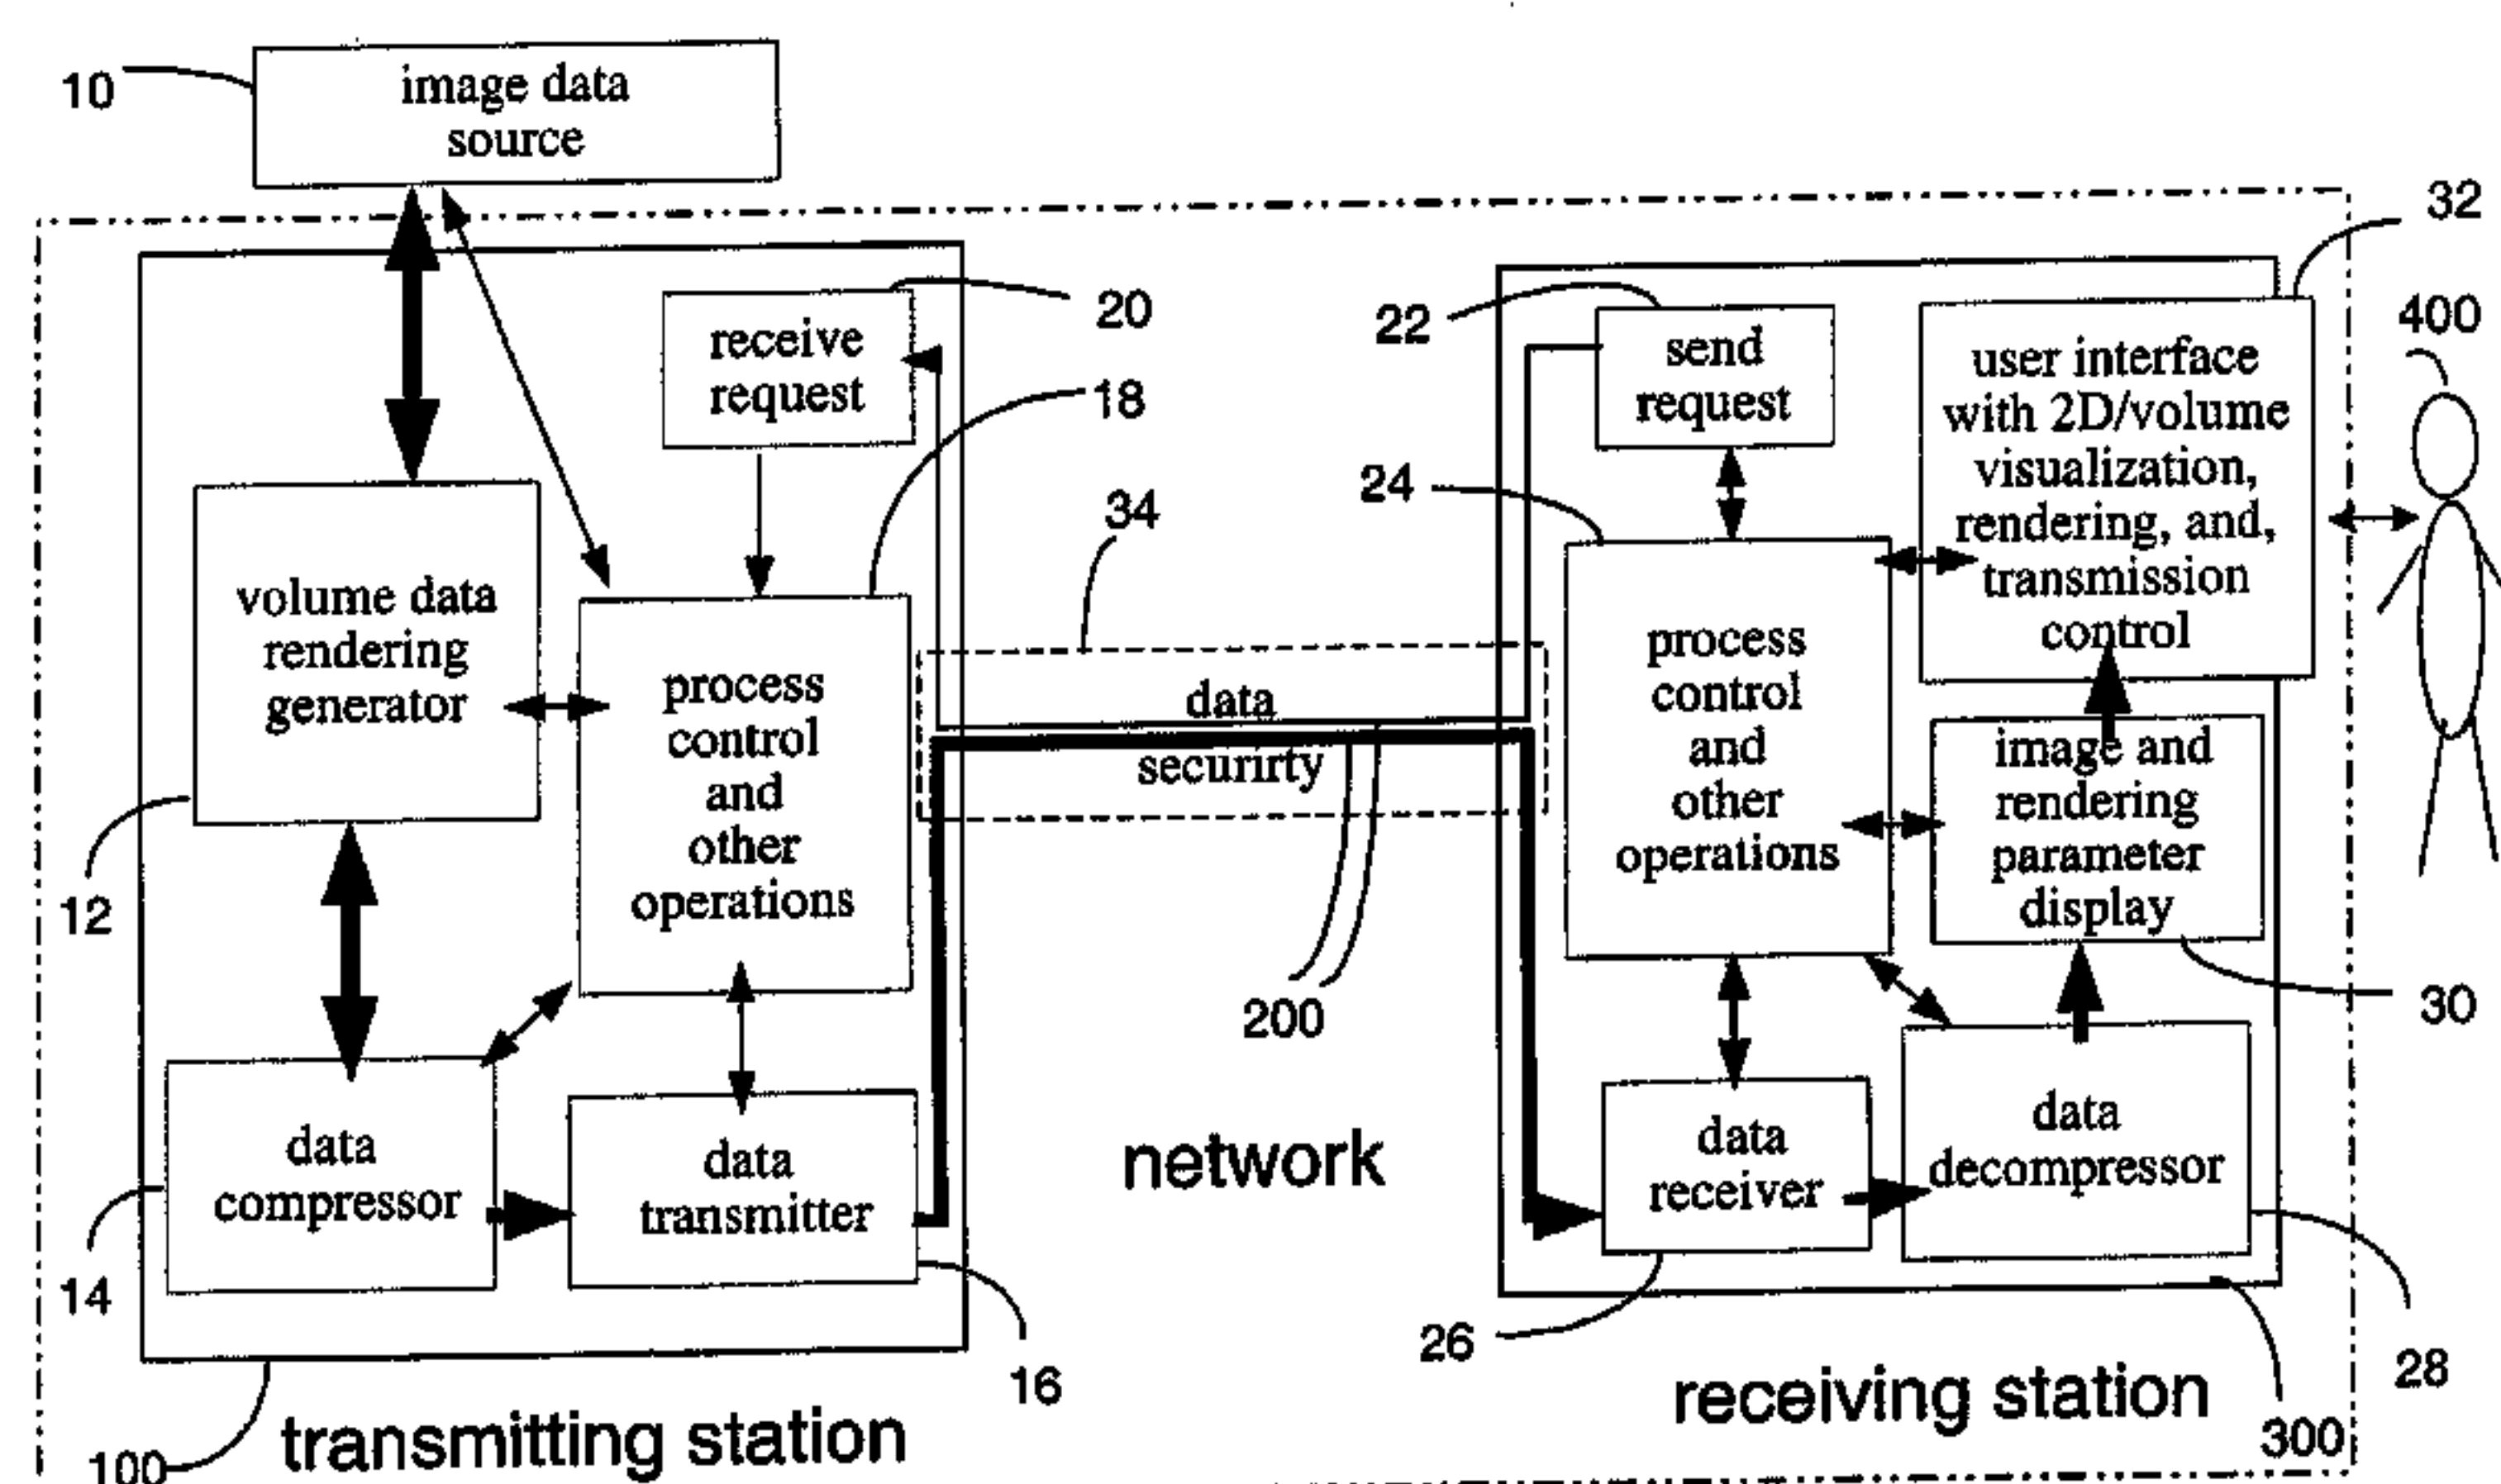 10
image data
source
32
20
receive
request
18
22
send
request
400
user interface
with 2D/volume
visualization,
rendering, and,
transmission
control
24
34
volume data
rendering
generator
process
control
and
other
operations
data
securirty
process
control
and
other
operations
image and
rendering
parameter
display
12
200
30
data
compressor
data
transmitter
network
data
receiver
data
decompressor
14
16
26
28
receiving station
300
transmitting station
100